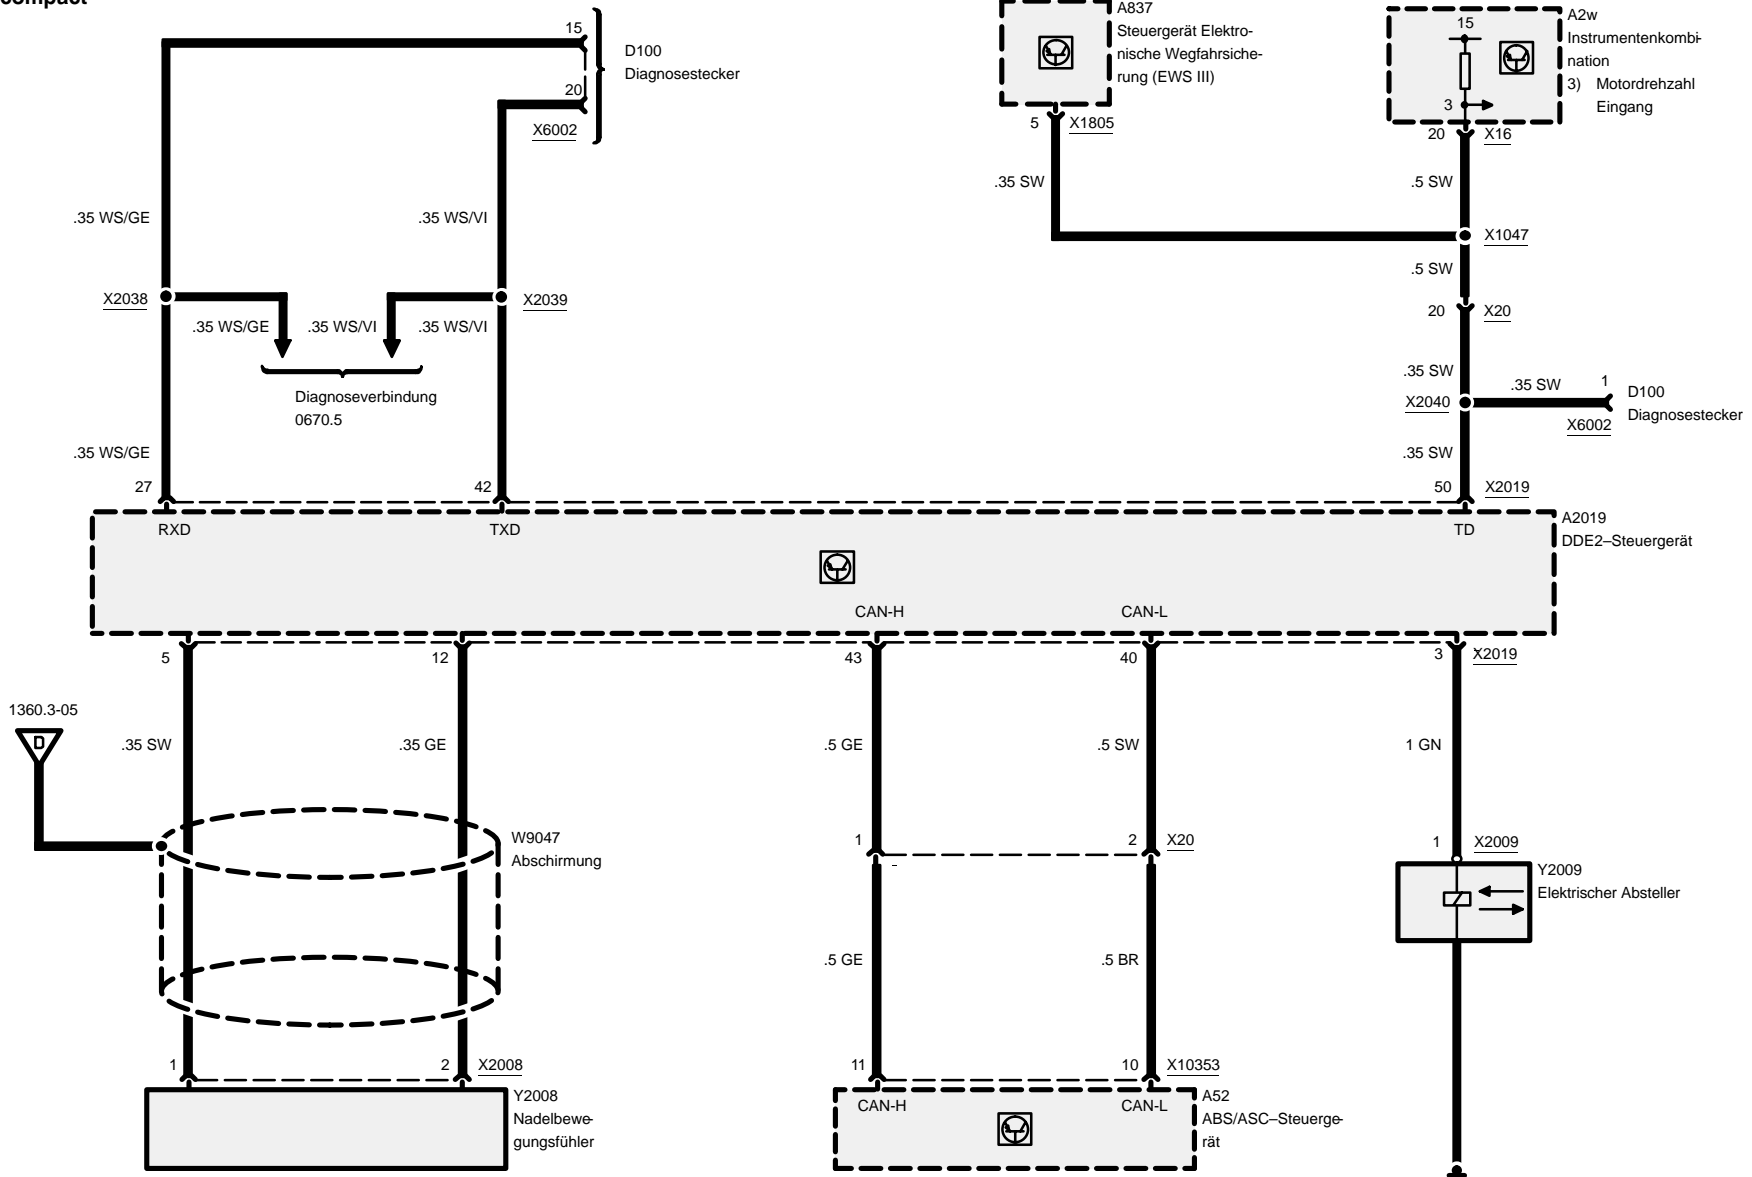 compact
15
D100
Diagnosestecker
20
X6002
A837
Steuergerät Elektro-
nische Wegfahrsiche-
rung (EWS III)
5
X1805
15
A2w
Instrumentenkombi-
nation
3) Motordrehzahl
Eingang
3
20
X16
.35 SW
.5 SW
.35 WS/GE
.35 WS/VI
X1047
.5 SW
X2038
X2039
20
X20
.35 WS/GE
.35 WS/VI
.35 WS/VI
Diagnoseverbindung
0670.5
.35 SW
.35 SW
1
D100
Diagnosestecker
X2040
X6002
.35 WS/GE
.35 SW
27
42
50
X2019
RXD
TXD
TD
A2019
DDE2–Steuergerät
CAN-H
CAN-L
5
12
43
40
3
X2019
1360.3-05
D
.35 SW
.35 GE
.5 GE
.5 SW
1 GN
W9047
Abschirmung
1
2
X20
1
X2009
Y2009
Elektrischer Absteller
.5 GE
.5 BR
1
2
X2008
11
10
X10353
Y2008
Nadelbewe-
gungsfühler
CAN-H
CAN-L
A52
ABS/ASC–Steuerge-
rät